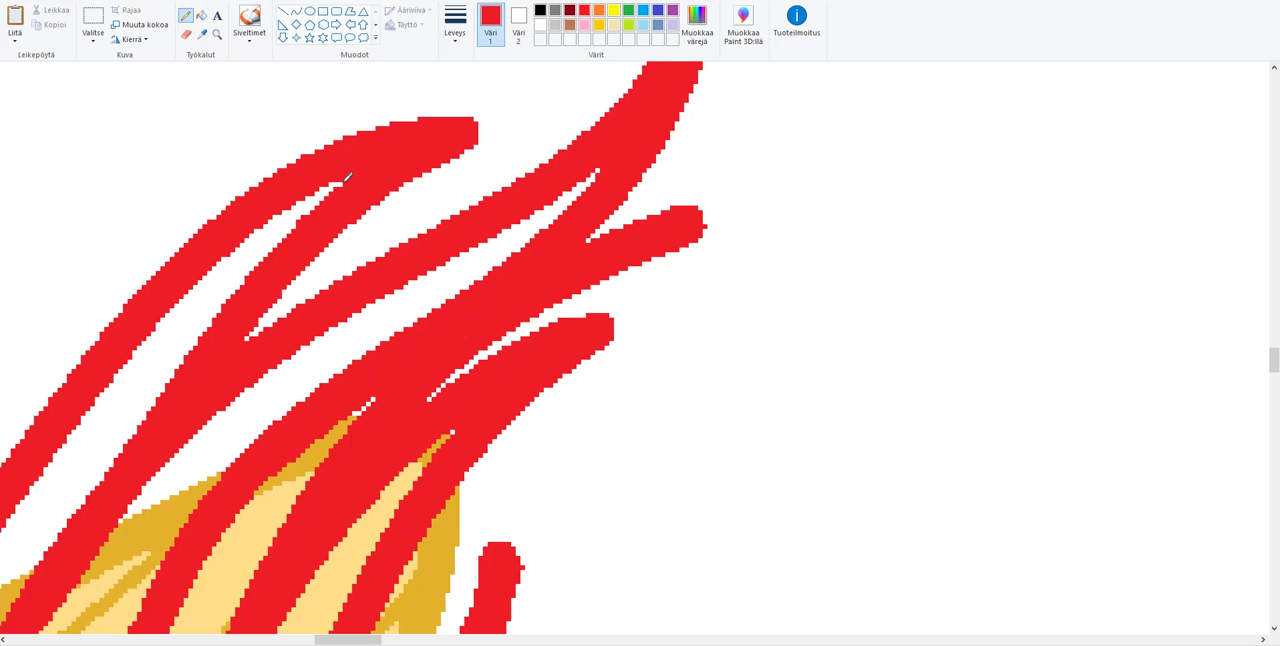 Liitä
Leikkaa
Kopioi
Leikepöytä
Valitse
Rajaa
Muuta kokoa
Kierrä
Kuva
A
Työkalut
Siveltimet
Ääriviiva
Täyttö
Muodot
Leveys
Väri
1
Väri
2
Värit
Muokkaa
värejä
Muokkaa
Paint 3D:llä
Tuoteilmoitus